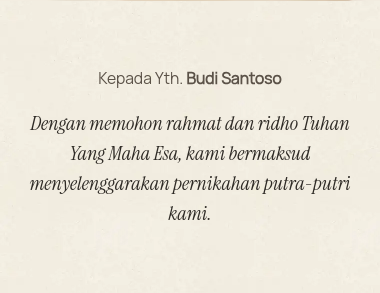 Kepada Yth. Budi Santoso
Dengan memohon rahmat dan ridho Tuhan
Yang Maha Esa, kami bermaksud
menyelenggarakan pernikahan putra-putri
kami.